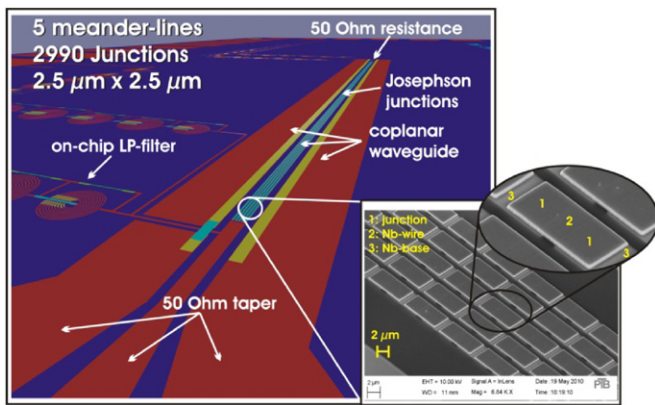 5 meander-lines
2990 Junctions
2.5 µm x 2.5 µm
50 Ohm resistance
Josephson
junctions
coplanar
waveguide
on-chip LP-filter
50 Ohm taper
1: junction
2: Nb-wire
3: Nb-base
3
1
2
1
3
2 µm
2 µm
EHT = 10.00 kV
Signal A = InLens
Date :19 May 2010
WD = 11 mm
Mag = 6.84 K X
Time :16:19:10
PTB